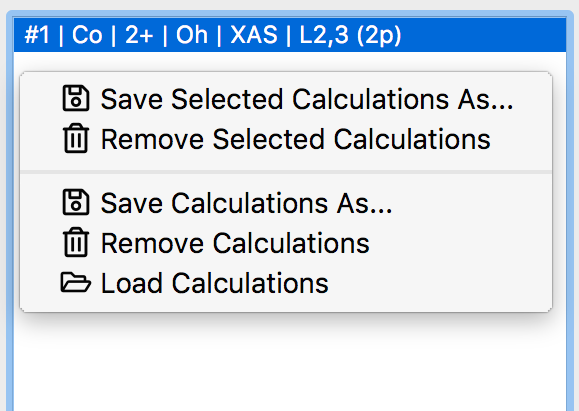 #1 | Co | 2+ | Oh | XAS | L2,3 (2p)
Save Selected Calculations As...
Remove Selected Calculations
Save Calculations As...
Remove Calculations
Load Calculations